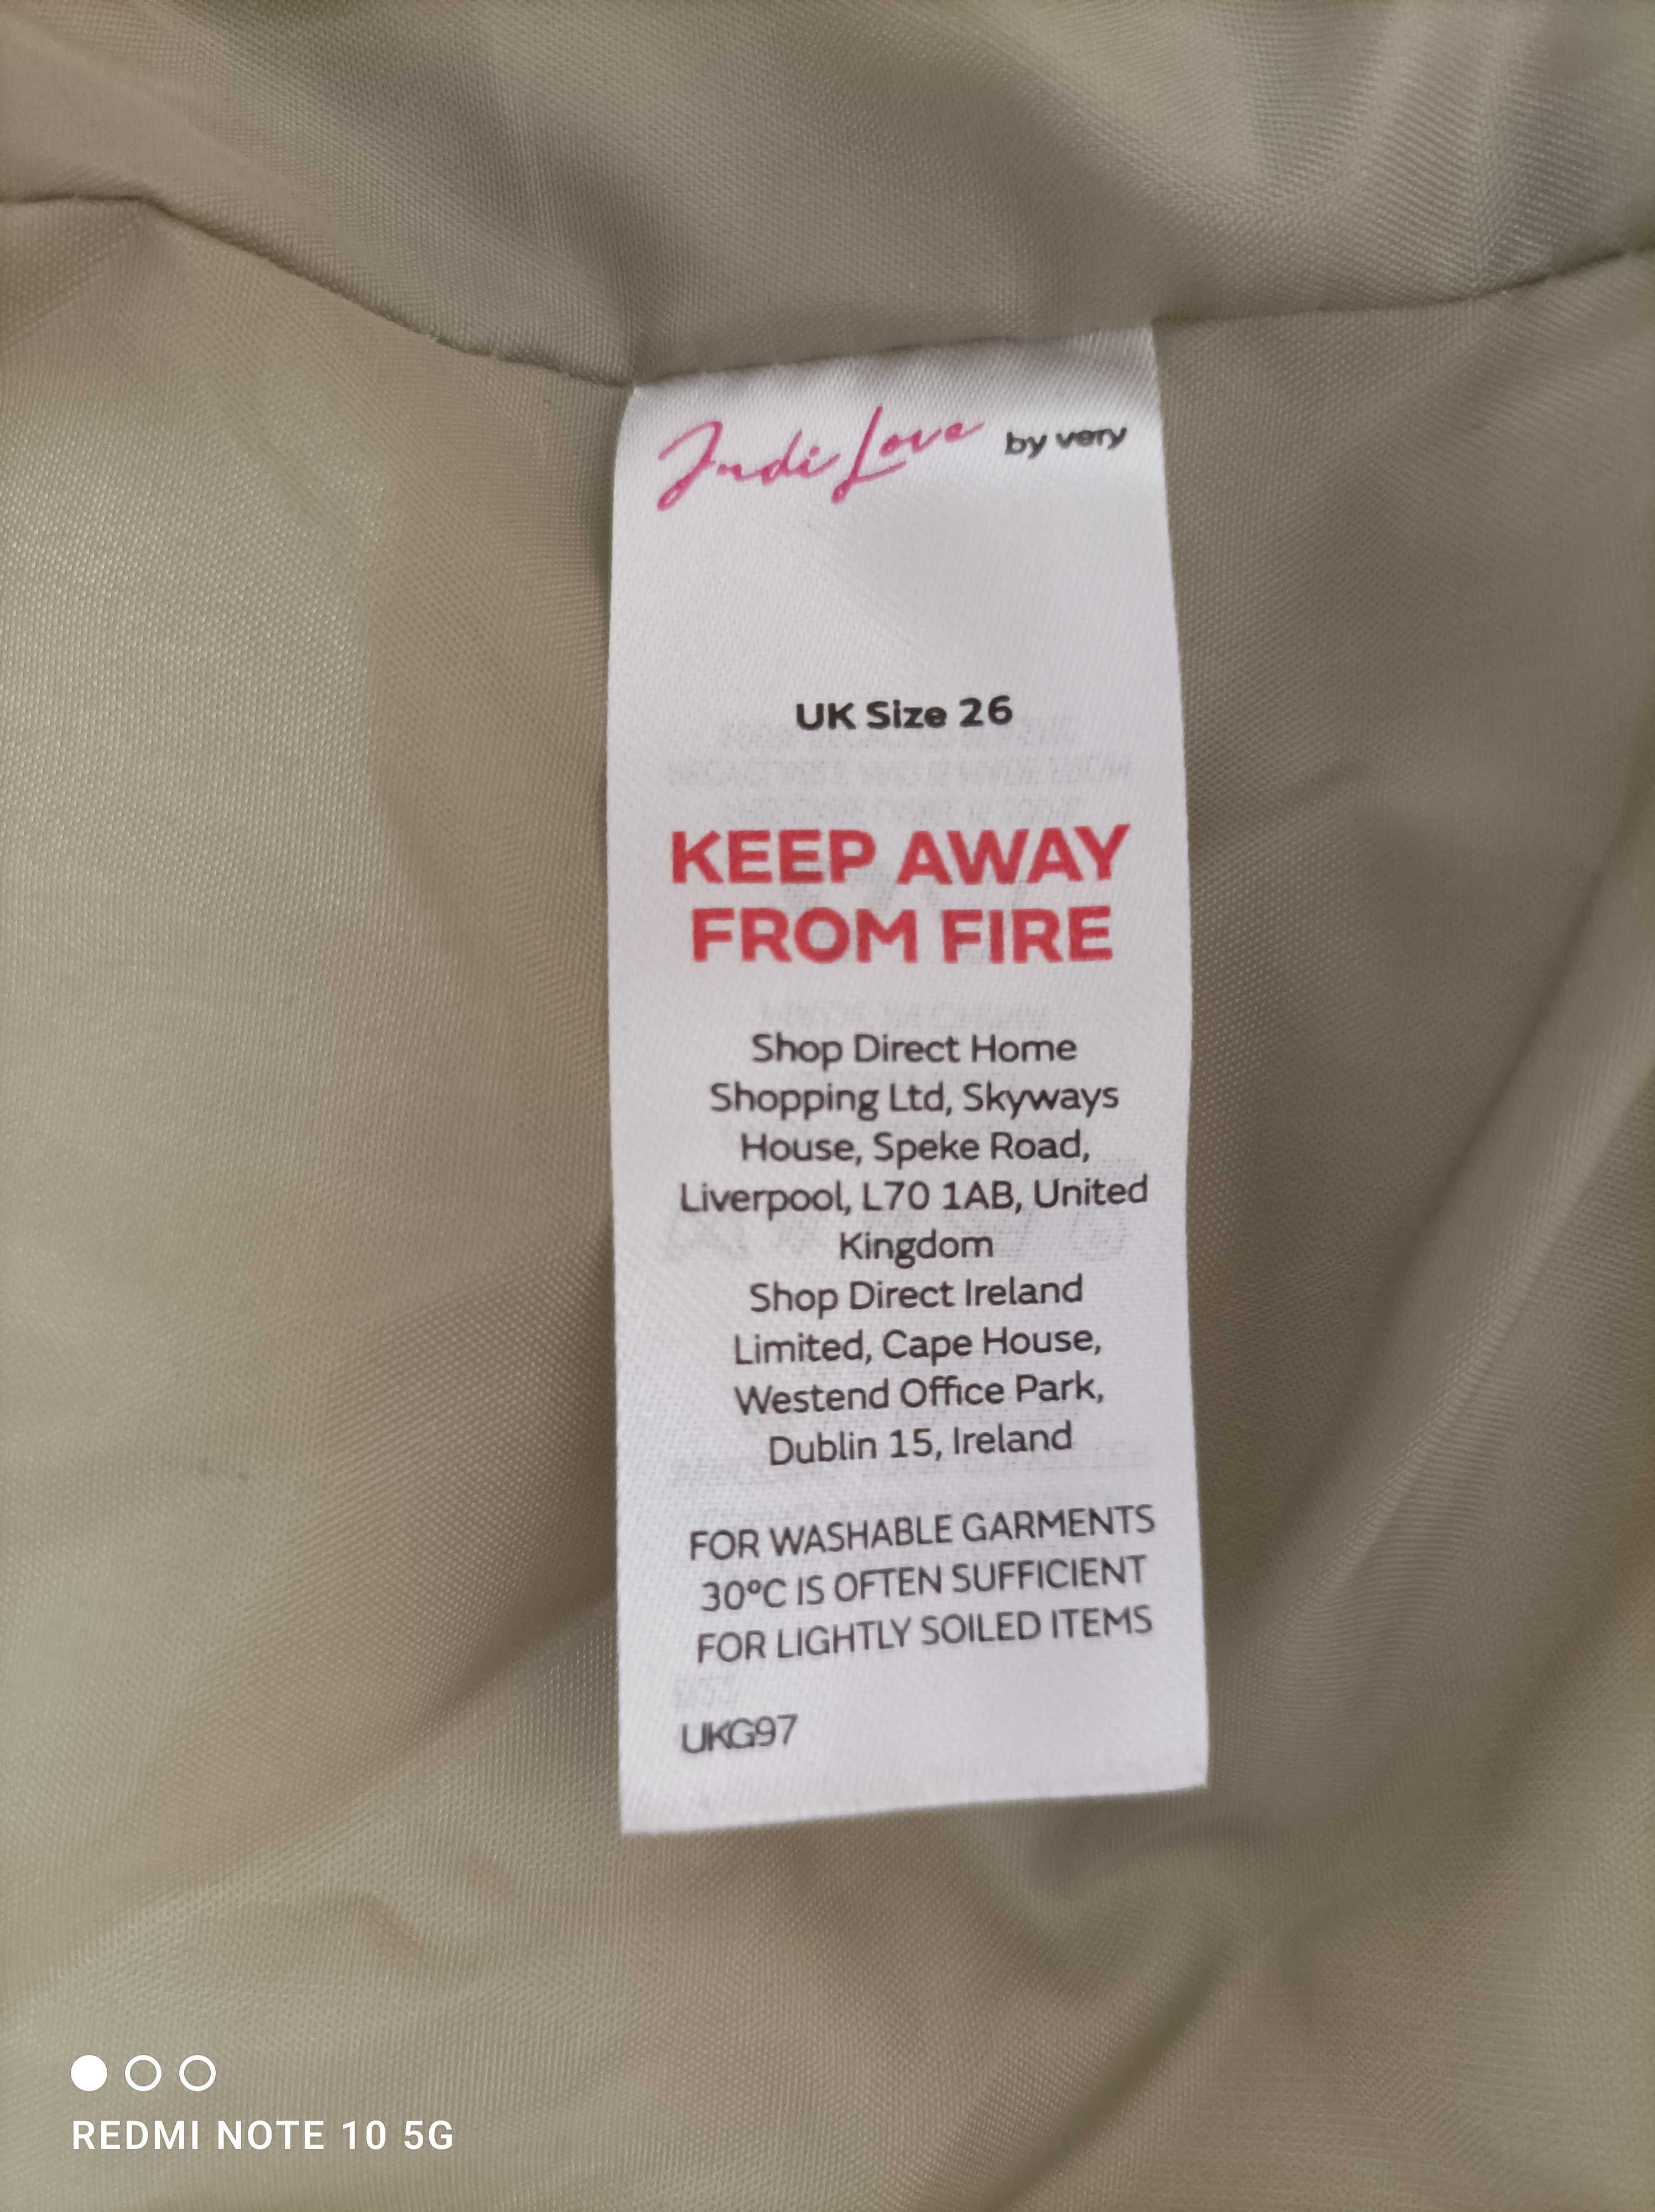 Judi Love by very
UK Size 26
KEEP AWAY
FROM FIRE
Shop Direct Home
Shopping Ltd, Skyways
House, Speke Road,
Liverpool, L70 1AB, United
Kingdom
Shop Direct Ireland
Limited, Cape House,
Westend Office Park,
Dublin 15, Ireland
FOR WASHABLE GARMENTS
30°C IS OFTEN SUFFICIENT
FOR LIGHTLY SOILED ITEMS
UKG97
REDMI NOTE 10 5G